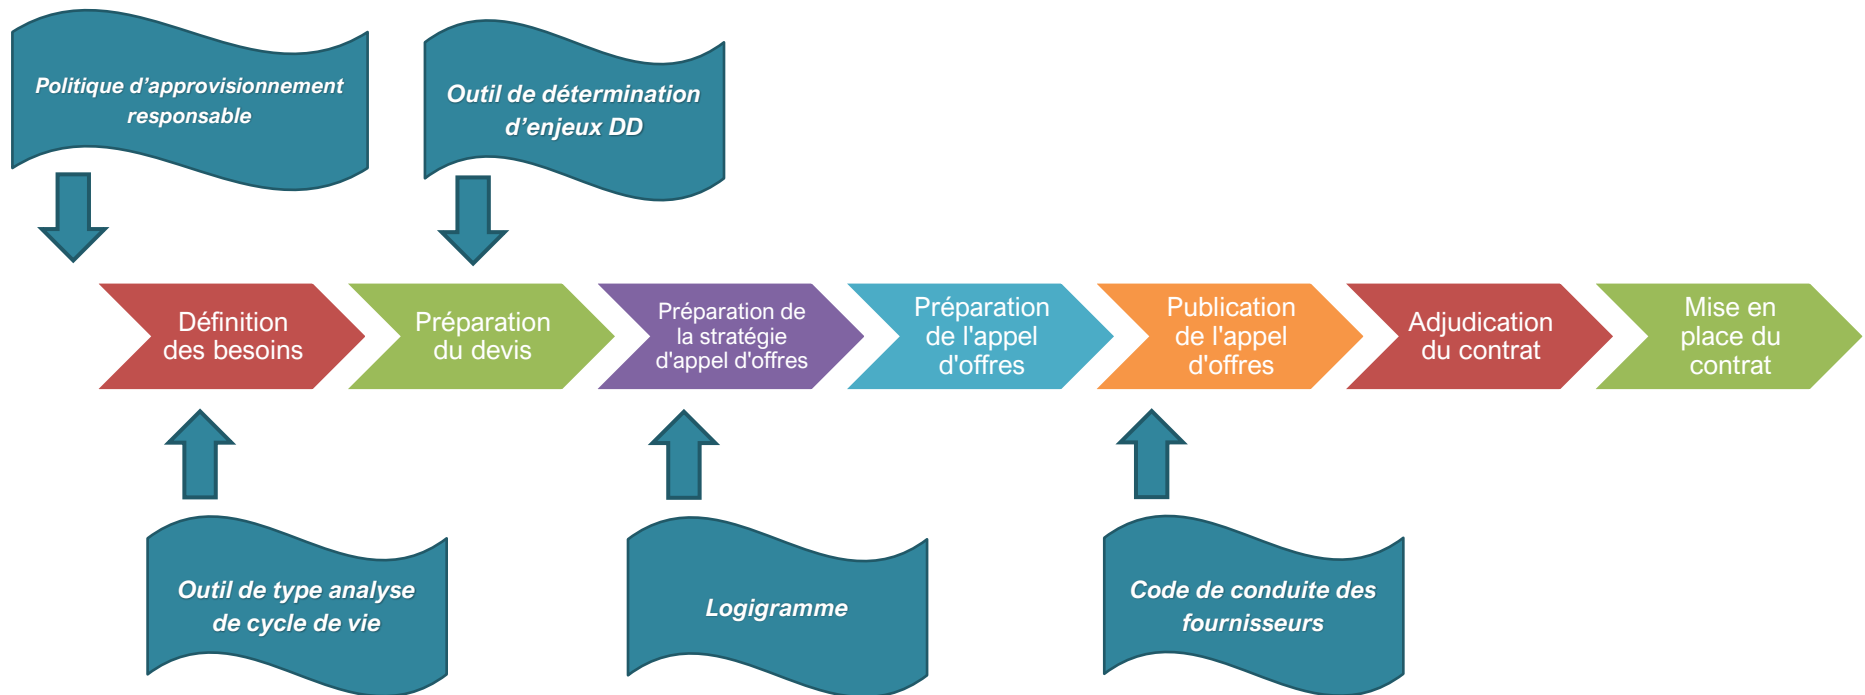 Politique d’approvisionnement
responsable
Outil de détermination
d’enjeux DD
Définition
des besoins
Préparation
du devis
Préparation de
la stratégie
d'appel d'offres
Préparation
de l'appel
d'offres
Publication
de l'appel
d'offres
Adjudication
du contrat
Mise en
place du
contrat
Outil de type analyse
de cycle de vie
Logigramme
Code de conduite des
fournisseurs